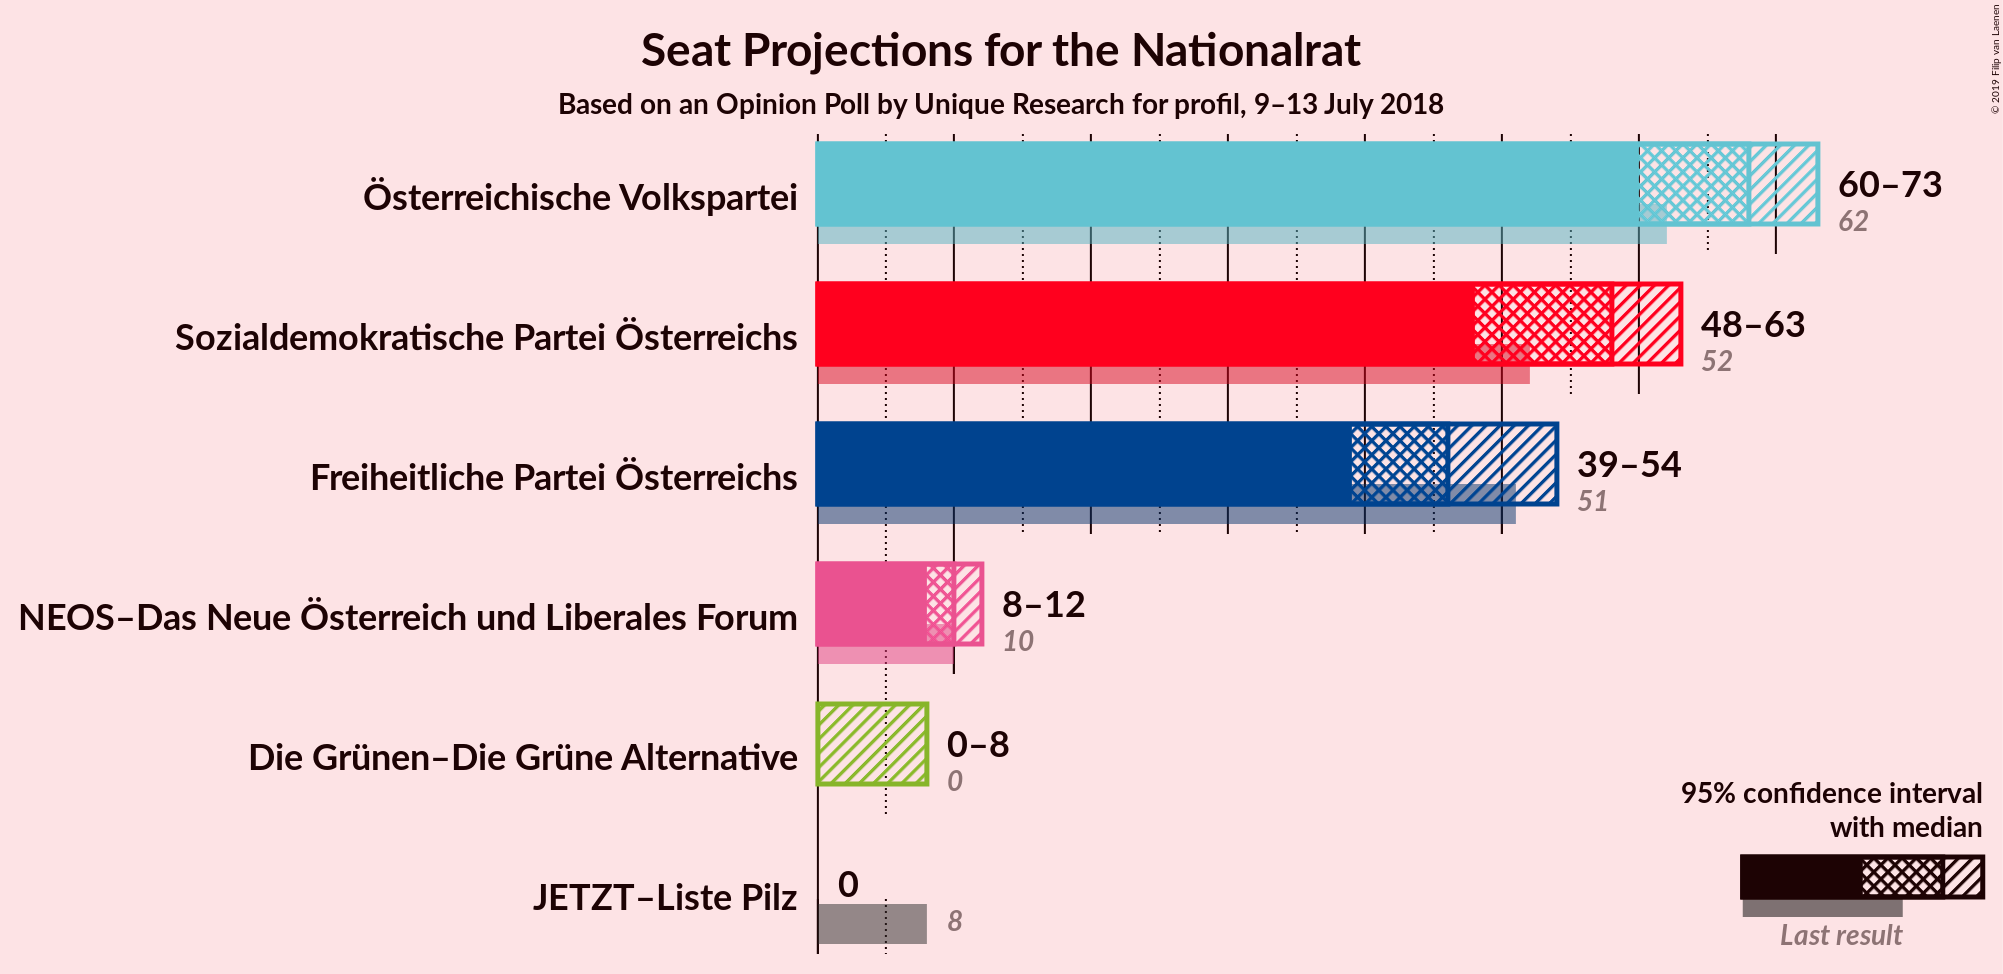 Seat Projections for the Nationalrat
Based on an Opinion Poll by Unique Research for profil, 9–13 July 2018
© 2019 Filip van Laenen
Österreichische Volkspartei
60–73
62
Sozialdemokratische Partei Österreichs
48–63
52
Freiheitliche Partei Österreichs
39–54
51
NEOS–Das Neue Österreich und Liberales Forum
8–12
10
Die Grünen–Die Grüne Alternative
0–8
0
JETZT–Liste Pilz
0
8
95% confidence interval
with median
Last result